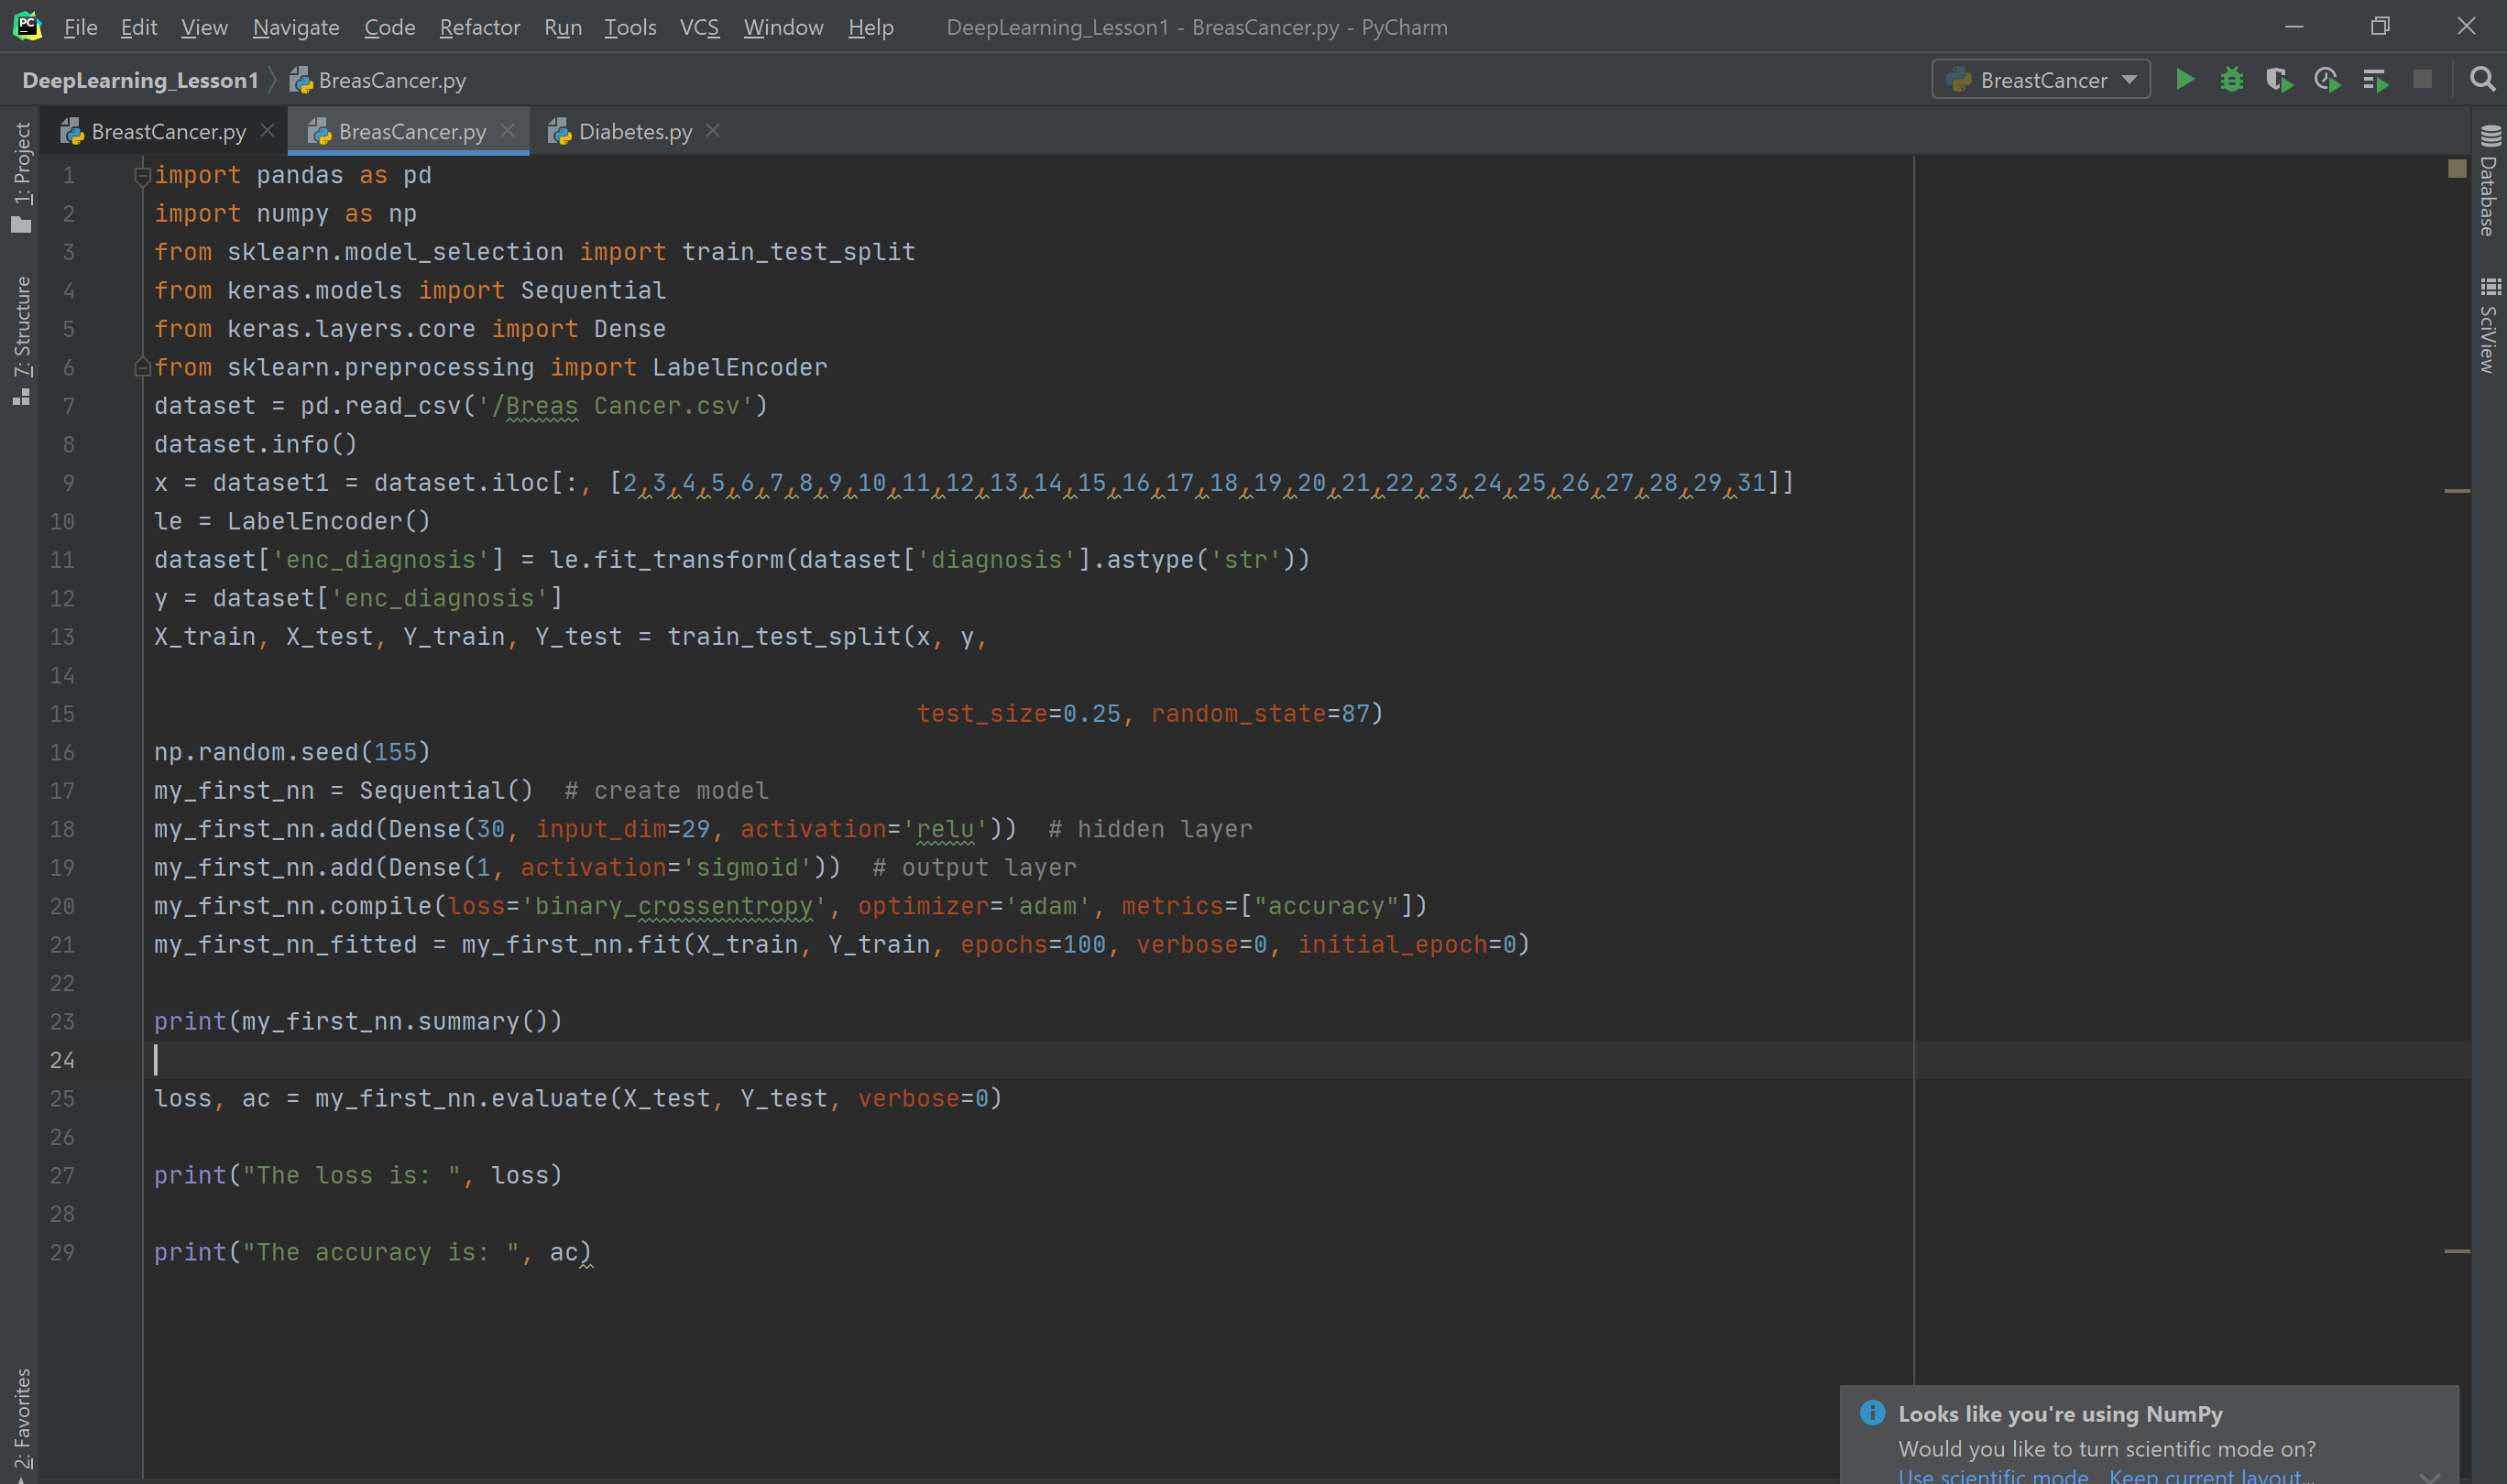 PC File Edit View Navigate Code Refactor Run Tools VCS Window Help DeepLearning_Lesson1 - BreasCancer.py - PyCharm
DeepLearning_Lesson1 BreasCancer.py BreastCancer
BreastCancer.py BreasCancer.py Diabetes.py
1: Project
7: Structure
2: Favorites
Database
SciView
1 import pandas as pd
2 import numpy as np
3 from sklearn.model_selection import train_test_split
4 from keras.models import Sequential
5 from keras.layers.core import Dense
6 from sklearn.preprocessing import LabelEncoder
7 dataset = pd.read_csv('/Breas Cancer.csv')
8 dataset.info()
9 x = dataset1 = dataset.iloc[:, [2,3,4,5,6,7,8,9,10,11,12,13,14,15,16,17,18,19,20,21,22,23,24,25,26,27,28,29,31]]
10 le = LabelEncoder()
11 dataset['enc_diagnosis'] = le.fit_transform(dataset['diagnosis'].astype('str'))
12 y = dataset['enc_diagnosis']
13 X_train, X_test, Y_train, Y_test = train_test_split(x, y,
14
15 test_size=0.25, random_state=87)
16 np.random.seed(155)
17 my_first_nn = Sequential()  # create model
18 my_first_nn.add(Dense(30, input_dim=29, activation='relu'))  # hidden layer
19 my_first_nn.add(Dense(1, activation='sigmoid'))  # output layer
20 my_first_nn.compile(loss='binary_crossentropy', optimizer='adam', metrics=["accuracy"])
21 my_first_nn_fitted = my_first_nn.fit(X_train, Y_train, epochs=100, verbose=0, initial_epoch=0)
22
23 print(my_first_nn.summary())
24
25 loss, ac = my_first_nn.evaluate(X_test, Y_test, verbose=0)
26
27 print("The loss is: ", loss)
28
29 print("The accuracy is: ", ac)
Looks like you're using NumPy
Would you like to turn scientific mode on?
Use scientific mode Keep current layout...